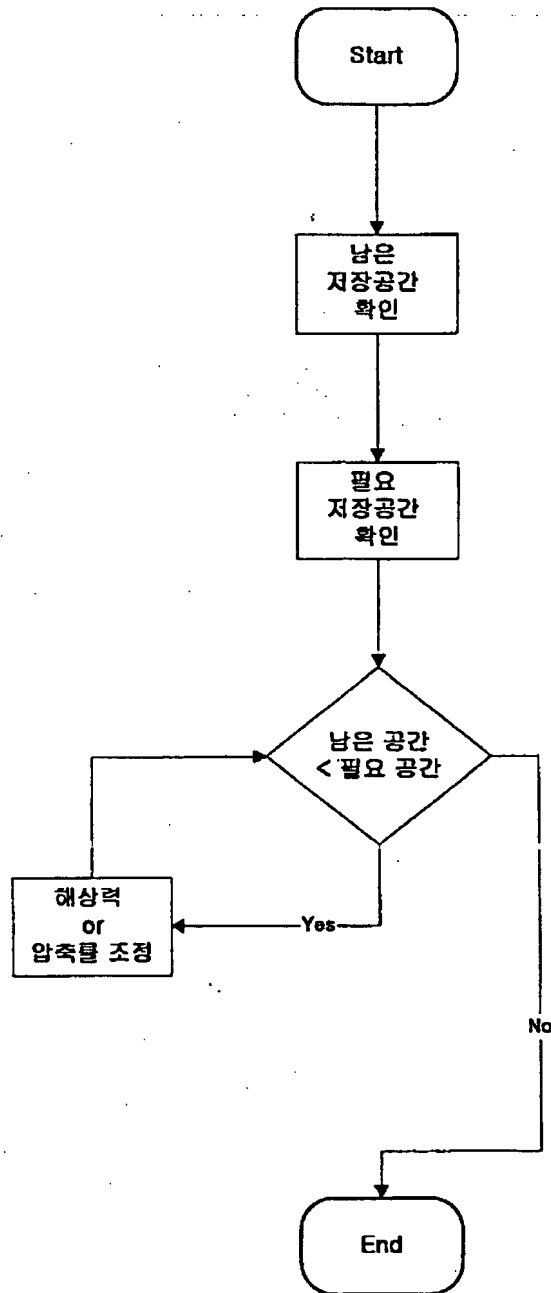 Start
남은
저장공간
확인
필요
저장공간
확인
남은 공간
< 필요 공간
Yes
해상력
or
압축률 조정
No
End